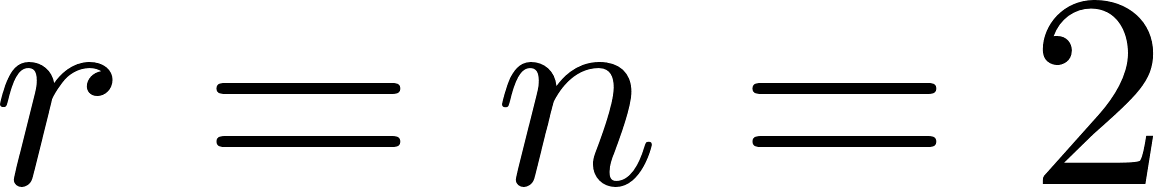 r = n = 2